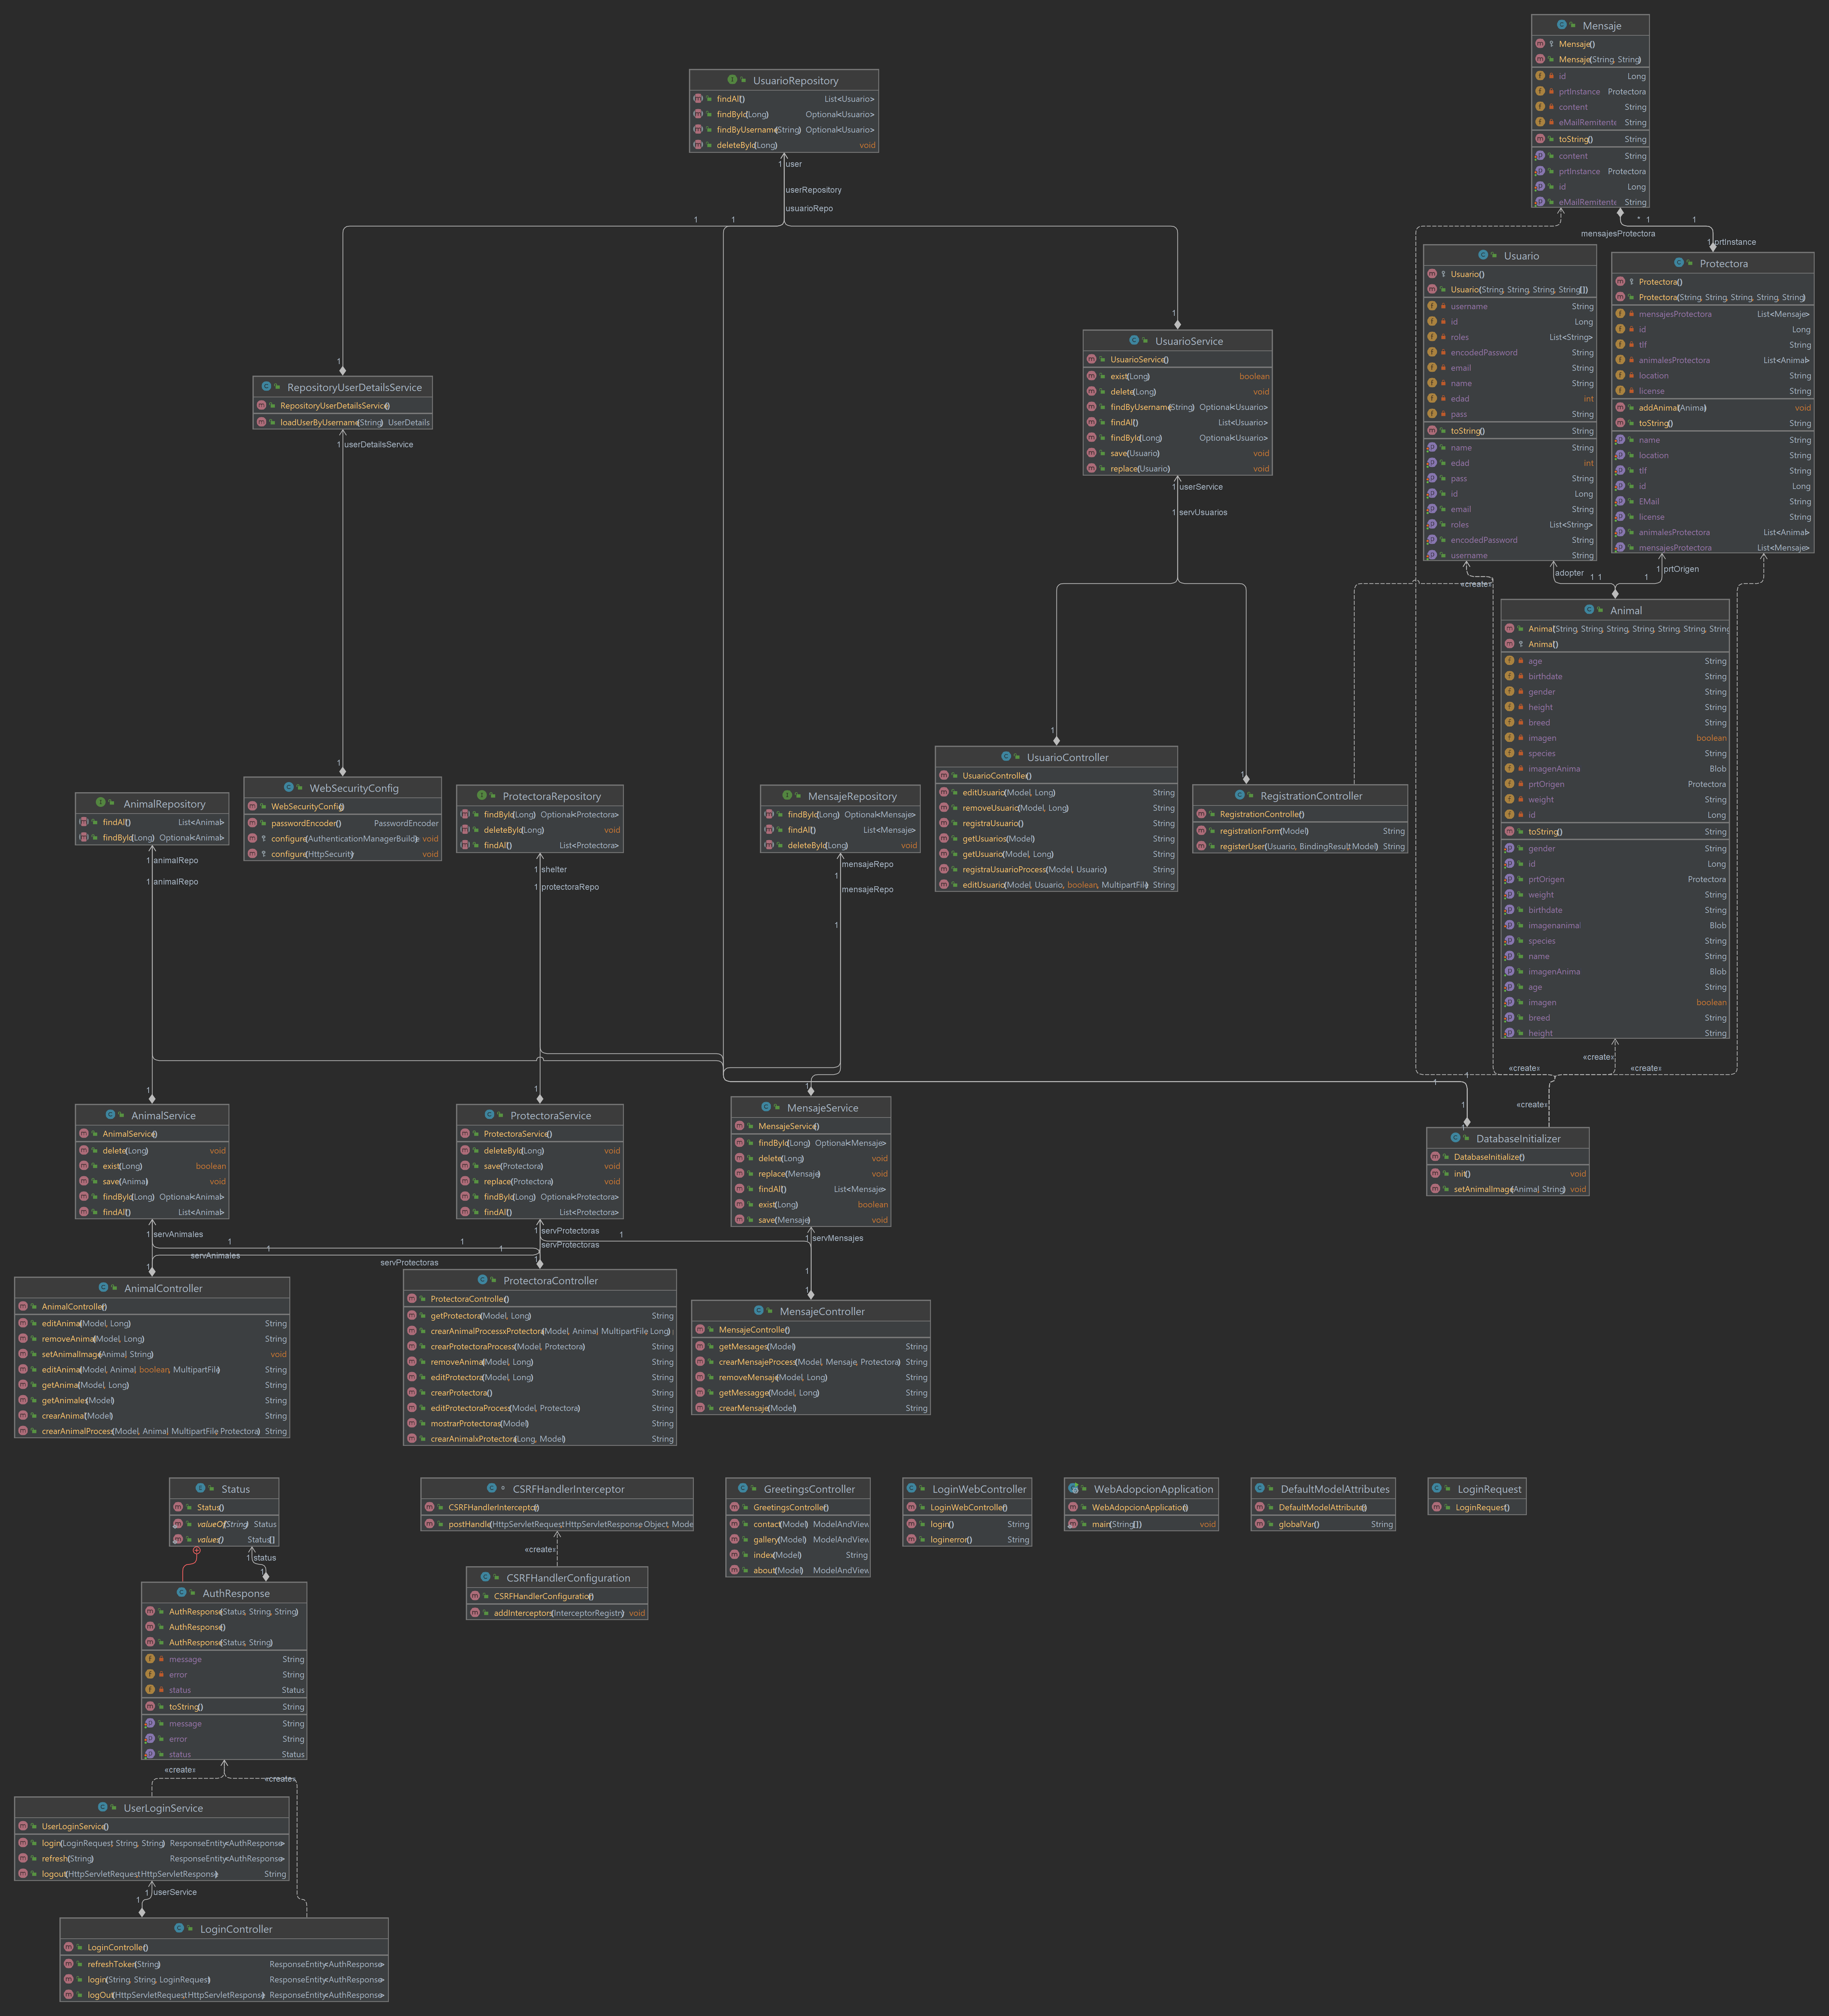 Mensaje
Mensaje()
Mensaje(String, String)
id Long
prtInstance Protectora
content String
eMailRemitente String
toString() String
content String
prtInstance Protectora
id Long
eMailRemitente String
UsuarioRepository
findAll() List<Usuario>
findById(Long) Optional<Usuario>
findByUsername(String) Optional<Usuario>
deleteById(Long) void
1 user
userRepository
usuarioRepo
1 1
* 1 1
mensajesProtectora
1 prtInstance
Usuario
Usuario()
Usuario(String, String, String, String[])
username String
id Long
roles List<String>
encodedPassword String
email String
name String
edad int
pass String
toString() String
name String
edad int
pass String
id Long
email String
roles List<String>
encodedPassword String
username String
Protectora
Protectora()
Protectora(String, String, String, String, String)
mensajesProtectora List<Mensaje>
id Long
tlf String
animalesProtectora List<Animal>
location String
license String
addAnimal(Animal) void
toString() String
name String
location String
tlf String
id Long
EMail String
license String
animalesProtectora List<Animal>
mensajesProtectora List<Mensaje>
1
UsuarioService
UsuarioService()
exist(Long) boolean
delete(Long) void
findByUsername(String) Optional<Usuario>
findAll() List<Usuario>
findById(Long) Optional<Usuario>
save(Usuario) void
replace(Usuario) void
1 userService
1 servUsuarios
1
RepositoryUserDetailsService
RepositoryUserDetailsService()
loadUserByUsername(String) UserDetails
1 userDetailsService
«create»
adopter
1 1
1
1 prtOrigen
Animal
Animal(String, String, String, String, String, String, String
Animal()
age String
birthdate String
gender String
height String
breed String
imagen boolean
species String
imagenAnimal Blob
prtOrigen Protectora
weight String
id Long
toString() String
gender String
id Long
prtOrigen Protectora
weight String
birthdate String
imagenanimal Blob
species String
name String
imagenAnimal Blob
age String
imagen boolean
breed String
height String
1
UsuarioController
UsuarioController()
editUsuario(Model, Long) String
removeUsuario(Model, Long) String
registraUsuario() String
getUsuarios(Model) String
getUsuario(Model, Long) String
registraUsuarioProcess(Model, Usuario) String
editUsuario(Model, Usuario, boolean, MultipartFile) String
1
RegistrationController
RegistrationController()
registrationForm(Model) String
registerUser(Usuario, BindingResult, Model) String
AnimalRepository
findAll() List<Animal>
findById(Long) Optional<Animal>
1 animalRepo
1 animalRepo
1
WebSecurityConfig
WebSecurityConfig()
passwordEncoder() PasswordEncoder
configure(AuthenticationManagerBuilder) void
configure(HttpSecurity) void
ProtectoraRepository
findById(Long) Optional<Protectora>
deleteById(Long) void
findAll() List<Protectora>
1 shelter
1 protectoraRepo
MensajeRepository
findById(Long) Optional<Mensaje>
findAll() List<Mensaje>
deleteById(Long) void
mensajeRepo
1
mensajeRepo
1
«create»
«create»
«create»
«create»
1
1
1
1
DatabaseInitializer
DatabaseInitializer()
init() void
setAnimalImage(Animal, String) void
1
AnimalService
AnimalService()
delete(Long) void
exist(Long) boolean
save(Animal) void
findById(Long) Optional<Animal>
findAll() List<Animal>
1
ProtectoraService
ProtectoraService()
deleteById(Long) void
save(Protectora) void
replace(Protectora) void
findById(Long) Optional<Protectora>
findAll() List<Protectora>
1
MensajeService
MensajeService()
findById(Long) Optional<Mensaje>
delete(Long) void
replace(Mensaje) void
findAll() List<Mensaje>
exist(Long) boolean
save(Mensaje) void
1 servAnimales
1 1 1 1
servAnimales
1 servProtectoras
servProtectoras
servProtectoras
1
1 servMensajes
1
1
AnimalController
AnimalController()
editAnimal(Model, Long) String
removeAnimal(Model, Long) String
setAnimalImage(Animal, String) void
editAnimal(Model, Animal, boolean, MultipartFile) String
getAnimal(Model, Long) String
getAnimales(Model) String
crearAnimal(Model) String
crearAnimalProcess(Model, Animal, MultipartFile, Protectora) String
1
ProtectoraController
ProtectoraController()
getProtectora(Model, Long) String
crearAnimalProcessxProtectora(Model, Animal, MultipartFile, Long)
crearProtectoraProcess(Model, Protectora) String
removeAnimal(Model, Long) String
editProtectora(Model, Long) String
crearProtectora() String
editProtectoraProcess(Model, Protectora) String
mostrarProtectoras(Model) String
crearAnimalxProtectora(Long, Model) String
1
MensajeController
MensajeController()
getMessages(Model) String
crearMensajeProcess(Model, Mensaje, Protectora) String
removeMensaje(Model, Long) String
getMessagge(Model, Long) String
crearMensaje(Model) String
Status
Status()
valueOf(String) Status
values() Status[]
1 status
1
CSRFHandlerInterceptor
CSRFHandlerInterceptor()
postHandle(HttpServletRequest, HttpServletResponse, Object, Mode
«create»
CSRFHandlerConfiguration
CSRFHandlerConfiguration()
addInterceptors(InterceptorRegistry) void
GreetingsController
GreetingsController()
contact(Model) ModelAndView
gallery(Model) ModelAndView
index(Model) String
about(Model) ModelAndView
LoginWebController
LoginWebController()
login() String
loginerror() String
WebAdopcionApplication
WebAdopcionApplication()
main(String[]) void
DefaultModelAttributes
DefaultModelAttributes()
globalVar() String
LoginRequest
LoginRequest()
AuthResponse
AuthResponse(Status, String, String)
AuthResponse()
AuthResponse(Status, String)
message String
error String
status Status
toString() String
message String
error String
status Status
«create»
«create»
UserLoginService
UserLoginService()
login(LoginRequest, String, String) ResponseEntity<AuthResponse>
refresh(String) ResponseEntity<AuthResponse>
logout(HttpServletRequest, HttpServletResponse) String
1 userService
1
LoginController
LoginController()
refreshToken(String) ResponseEntity<AuthResponse>
login(String, String, LoginRequest) ResponseEntity<AuthResponse>
logOut(HttpServletRequest, HttpServletResponse) ResponseEntity<AuthResponse>